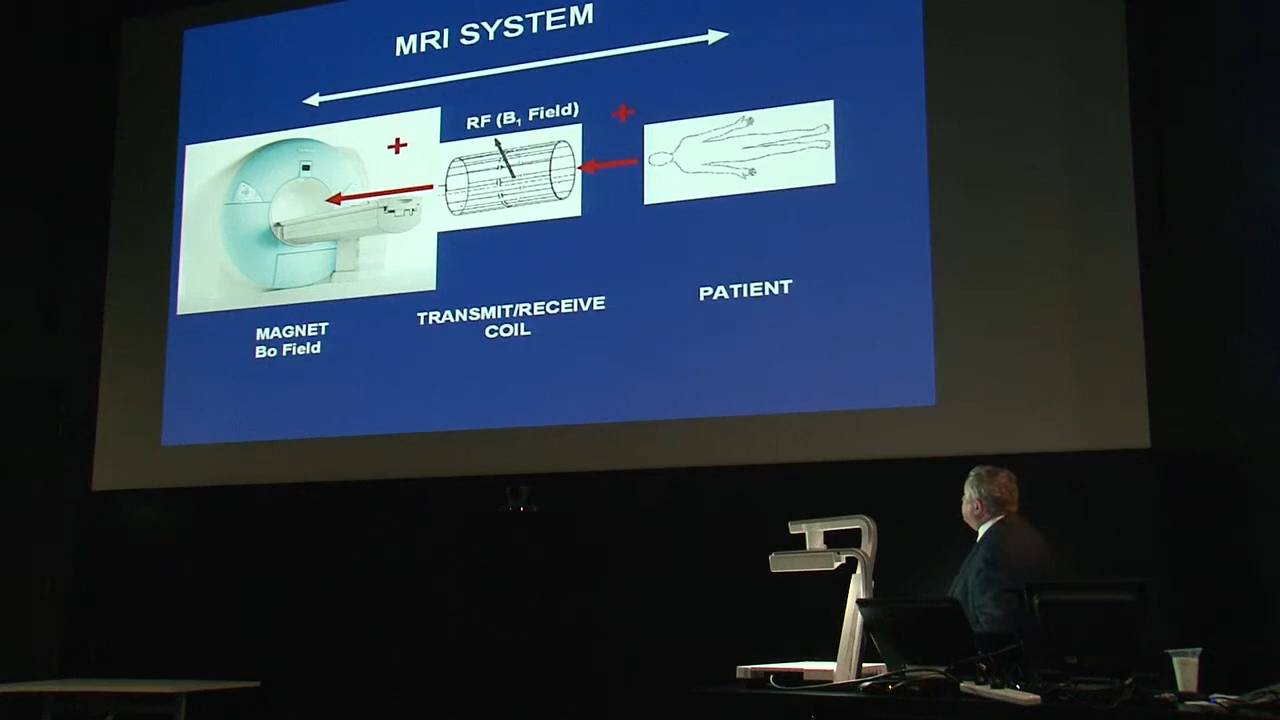 MRI SYSTEM
RF (B₁ Field)
+
+
MAGNET
Bo Field
TRANSMIT/RECEIVE
COIL
PATIENT